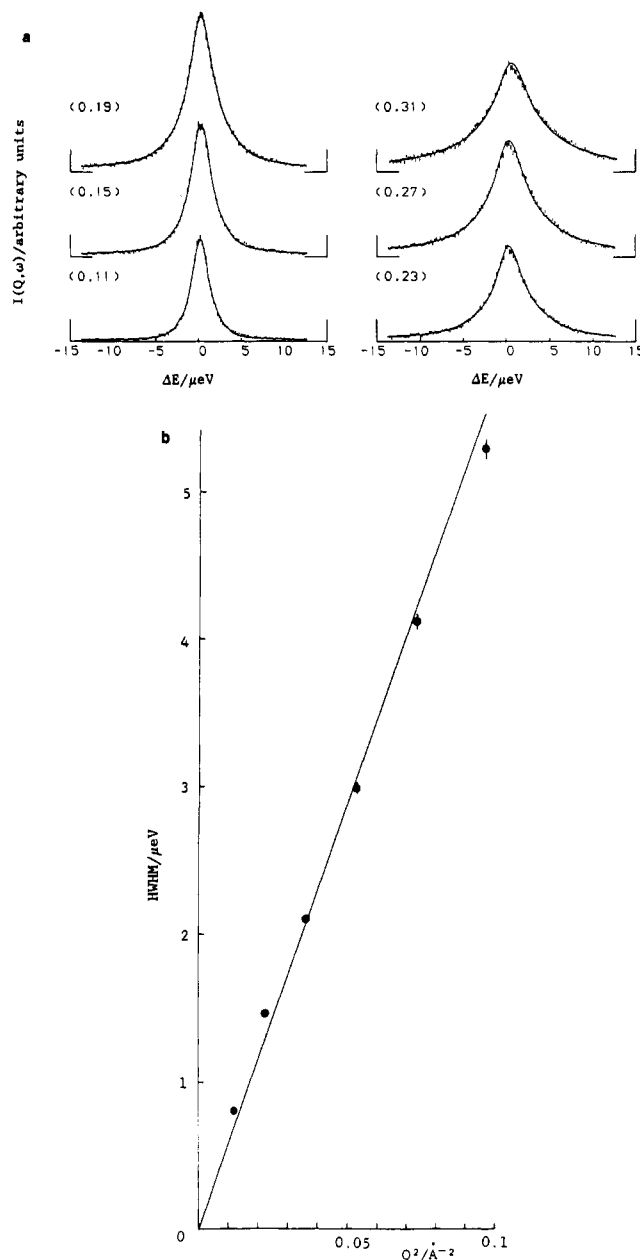 a
I(Q,ω)/arbitrary units
(0.19)
(0.15)
(0.11)
-15 -10 -5 0 5 10 15
ΔE/μeV
(0.31)
(0.27)
(0.23)
-15 -10 -5 0 5 10 15
ΔE/μeV
b
HWHM/μeV
5
4
3
2
1
0
0.05 0.1
Q²/Å⁻²